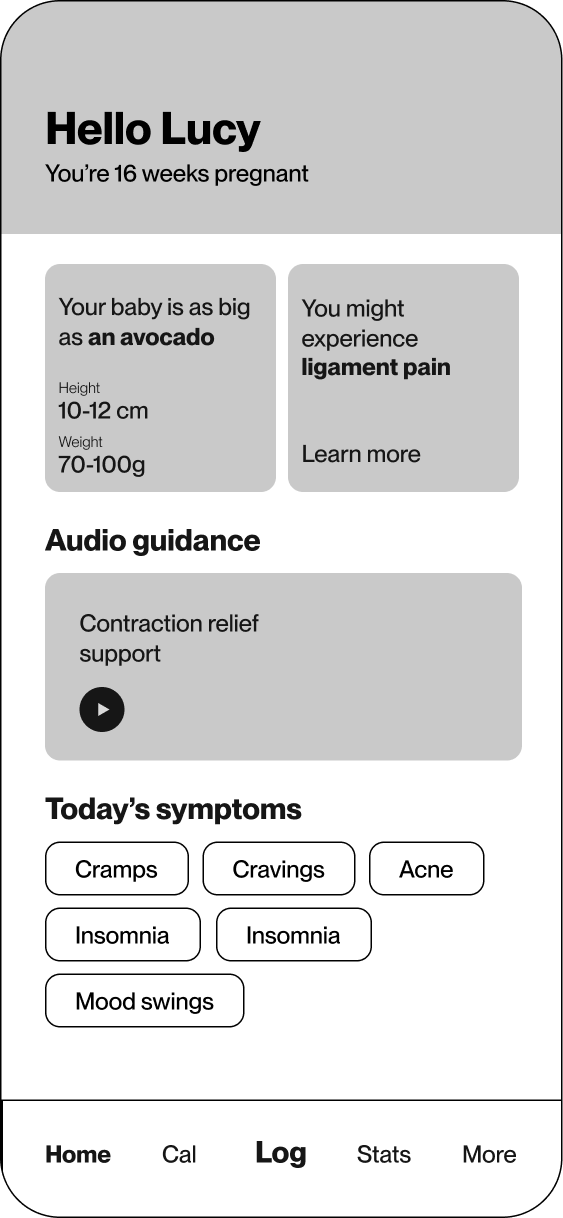 Hello Lucy
You’re 16 weeks pregnant
Your baby is as big
as an avocado
Height
10-12 cm
Weight
70-100g
You might
experience
ligament pain
Learn more
Audio guidance
Contraction relief
support
Today’s symptoms
Cramps
Cravings
Acne
Insomnia
Insomnia
Mood swings
Home
Cal
Log
Stats
More